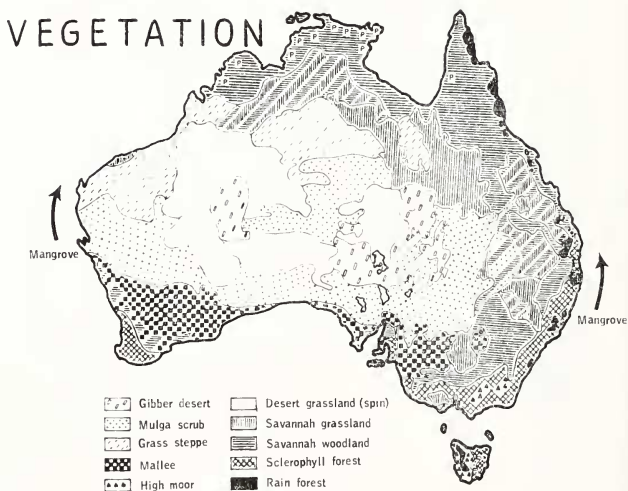 VEGETATION
P P P P P P P P P
Mangrove
Mangrove
Gibber desert
Mulga scrub
Grass steppe
Mallee
High moor
Desert grassland (spin)
Savannah grassland
Savannah woodland
Sclerophyll forest
Rain forest